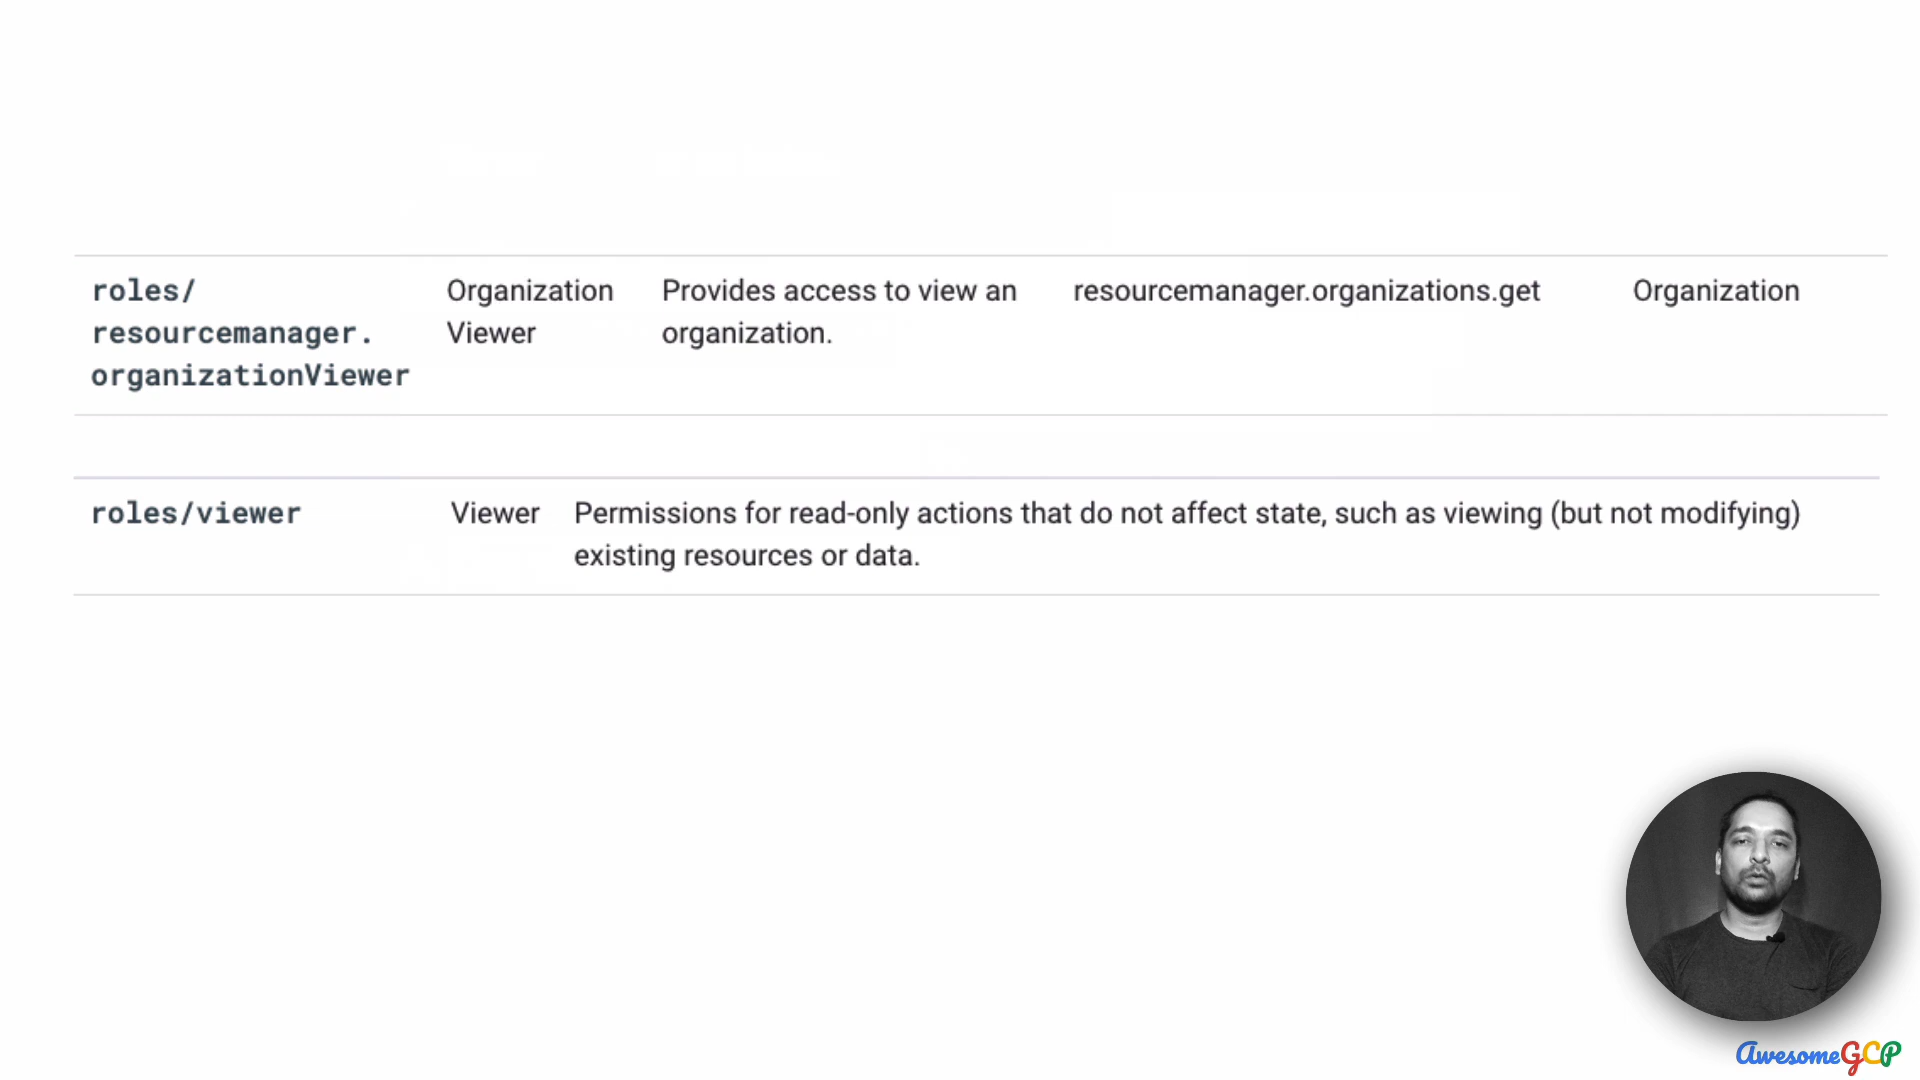 roles/
resourcemanager.
organizationViewer
Organization
Viewer
Provides access to view an
organization.
resourcemanager.organizations.get
Organization
roles/viewer
Viewer
Permissions for read-only actions that do not affect state, such as viewing (but not modifying)
existing resources or data.
AwesomeGCP